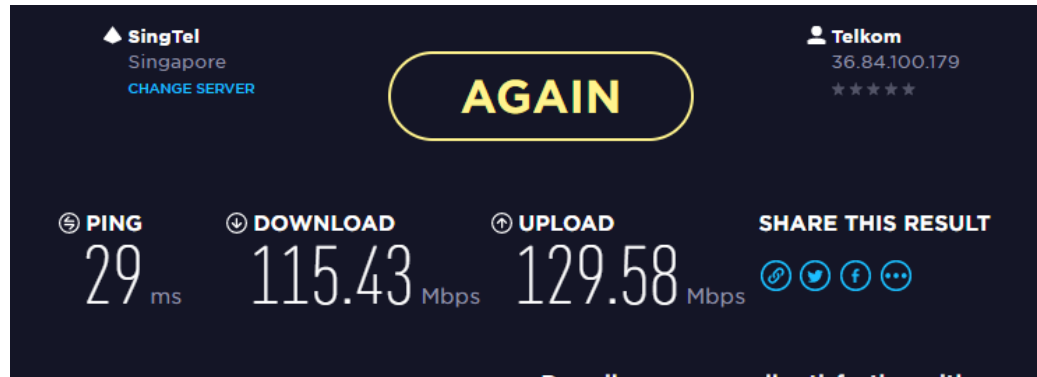 SingTel
Singapore
CHANGE SERVER
AGAIN
Telkom
36.84.100.179
PING
29 ms
DOWNLOAD
115.43 Mbps
UPLOAD
129.58 Mbps
SHARE THIS RESULT